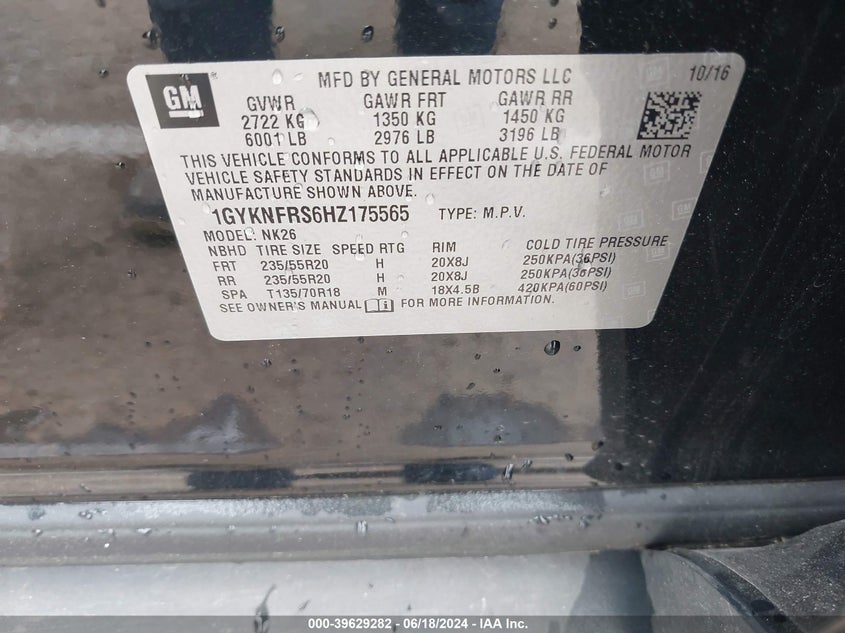 MFD BY GENERAL MOTORS LLC 10/16
GM
GVWR GAWR FRT GAWR RR
2722 KG 1350 KG 1450 KG
6001 LB 2976 LB 3196 LB
THIS VEHICLE CONFORMS TO ALL APPLICABLE U.S. FEDERAL MOTOR
VEHICLE SAFETY STANDARDS IN EFFECT ON THE DATE OF
MANUFACTURE SHOWN ABOVE.
1GYKNFRS6HZ175565 TYPE: M.P.V.
MODEL: NK26
NBHD TIRE SIZE SPEED RTG RIM COLD TIRE PRESSURE
FRT 235/55R20 H 20X8J 250KPA(36PSI)
RR 235/55R20 H 20X8J 250KPA(36PSI)
SPA T135/70R18 M 18X4.5B 420KPA(60PSI)
SEE OWNER'S MANUAL FOR MORE INFORMATION.
000-39629282 - 06/18/2024 - IAA Inc.